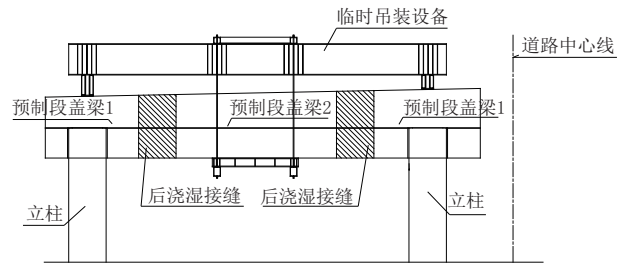 临时吊装设备
道路中心线
预制段盖梁1
预制段盖梁2
预制段盖梁1
后浇湿接缝
后浇湿接缝
立柱
立柱